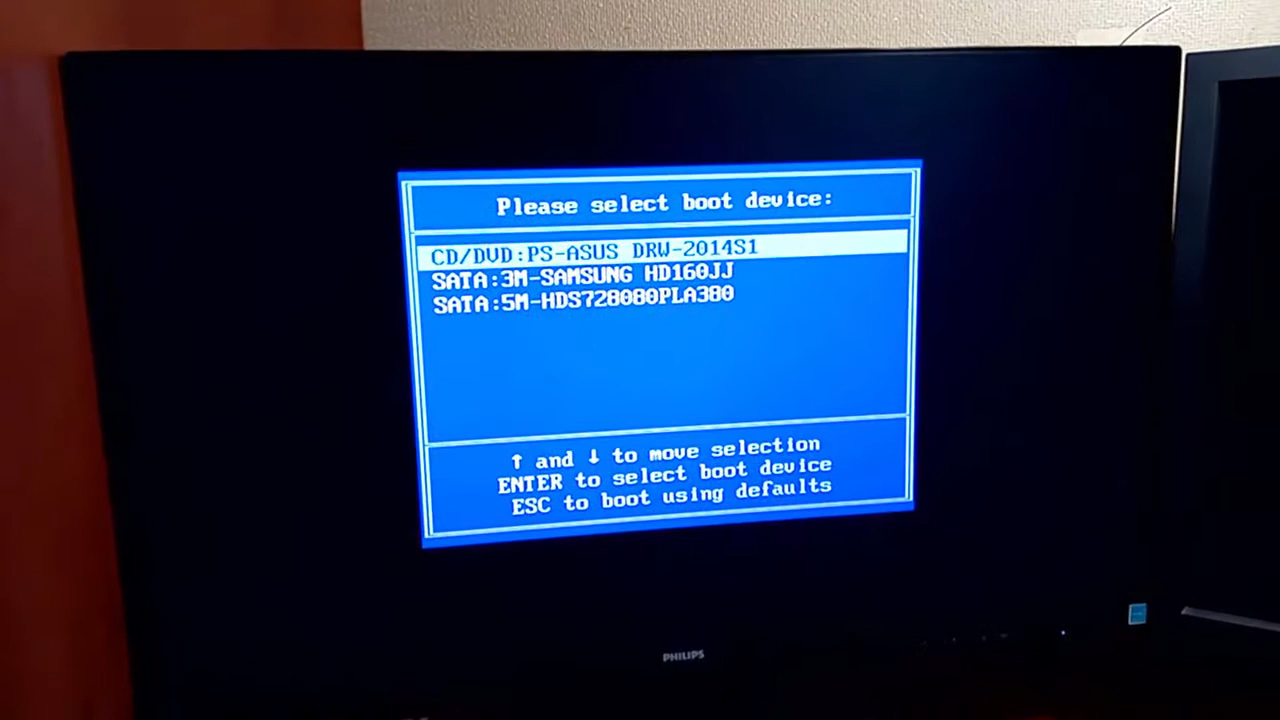 Please select boot device:
CD/DVD:PS-ASUS DRW-2014S1
SATA:3M-SAMSUNG HD160JJ
SATA:5M-HDS728080PLA380
↑ and ↓ to move selection
ENTER to select boot device
ESC to boot using defaults
PHILIPS